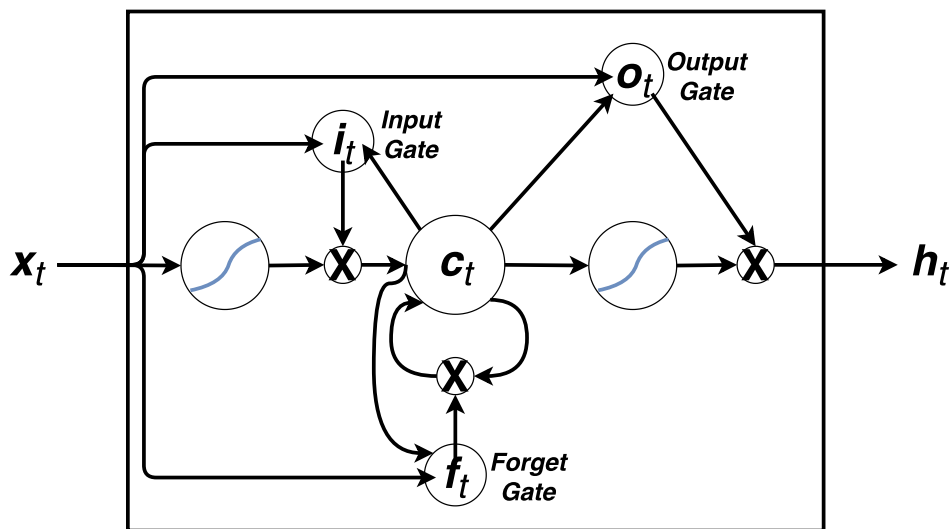 o_t
Output
Gate
i_t
Input
Gate
x_t
X
c_t
X
h_t
X
f_t
Forget
Gate